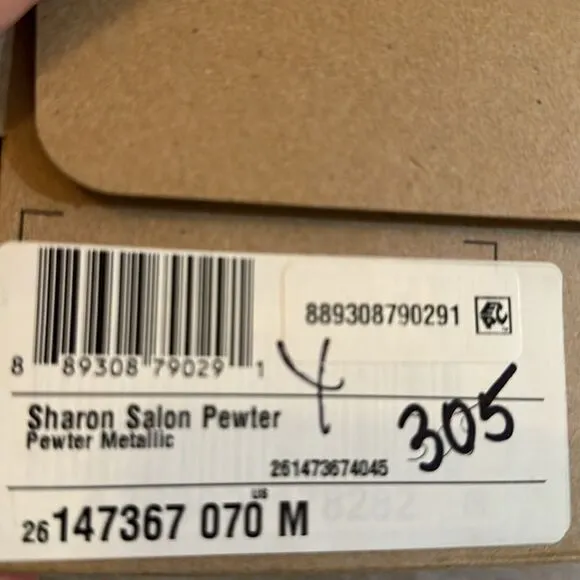 889308790291
8 89308 79029 1
Y
305
Sharon Salon Pewter
Pewter Metallic
261473674045
US
26147367 070 M